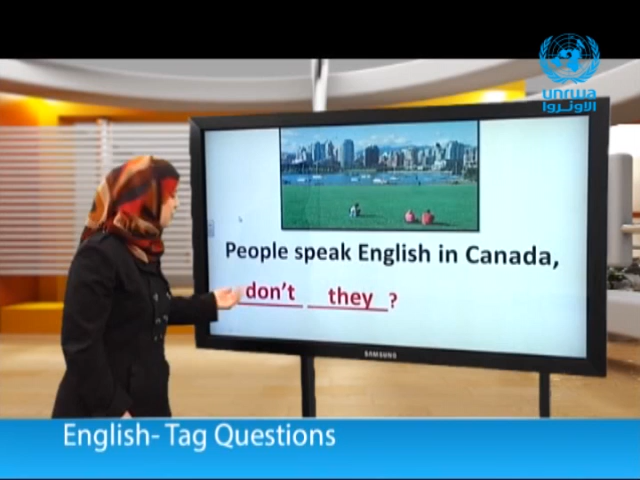 unrwa
الأونروا
People speak English in Canada,
don't they ?
SAMSUNG
English- Tag Questions